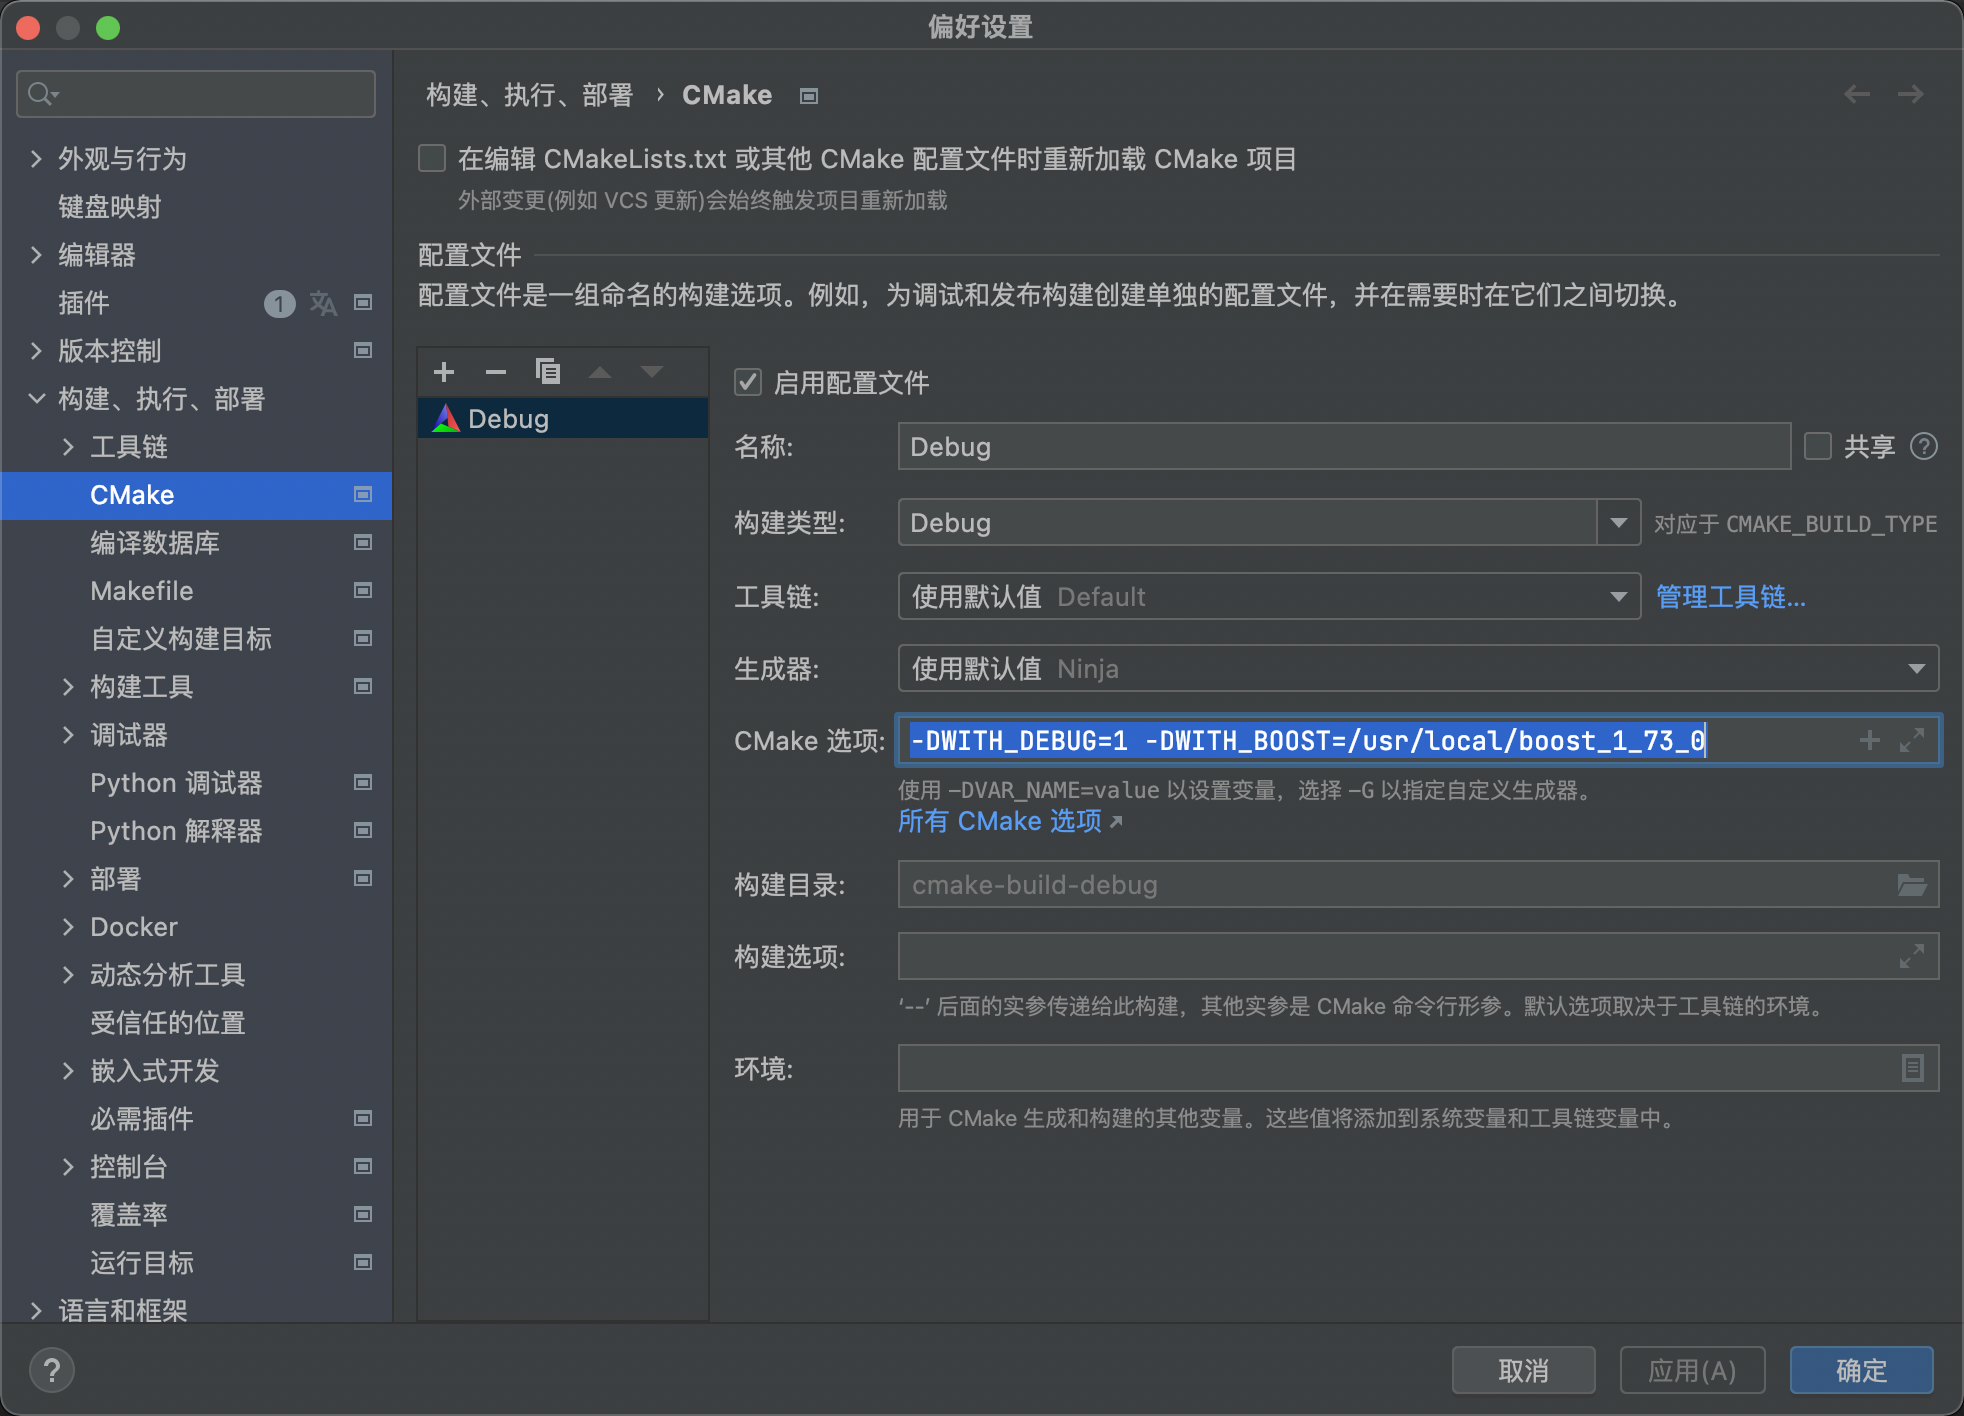 偏好设置
外观与行为
键盘映射
编辑器
插件 1
版本控制
构建、执行、部署
工具链
CMake
编译数据库
Makefile
自定义构建目标
构建工具
调试器
Python 调试器
Python 解释器
部署
Docker
动态分析工具
受信任的位置
嵌入式开发
必需插件
控制台
覆盖率
运行目标
语言和框架
构建、执行、部署 › CMake
在编辑 CMakeLists.txt 或其他 CMake 配置文件时重新加载 CMake 项目
外部变更(例如 VCS 更新)会始终触发项目重新加载
配置文件
配置文件是一组命名的构建选项。例如，为调试和发布构建创建单独的配置文件，并在需要时在它们之间切换。
Debug
启用配置文件
名称: Debug 共享 ?
构建类型: Debug 对应于 CMAKE_BUILD_TYPE
工具链: 使用默认值 Default 管理工具链...
生成器: 使用默认值 Ninja
CMake 选项: -DWITH_DEBUG=1 -DWITH_BOOST=/usr/local/boost_1_73_0
使用 -DVAR_NAME=value 以设置变量，选择 -G 以指定自定义生成器。
所有 CMake 选项 ↗
构建目录: cmake-build-debug
构建选项:
‘--’ 后面的实参传递给此构建，其他实参是 CMake 命令行形参。默认选项取决于工具链的环境。
环境:
用于 CMake 生成和构建的其他变量。这些值将添加到系统变量和工具链变量中。
? 取消 应用(A) 确定